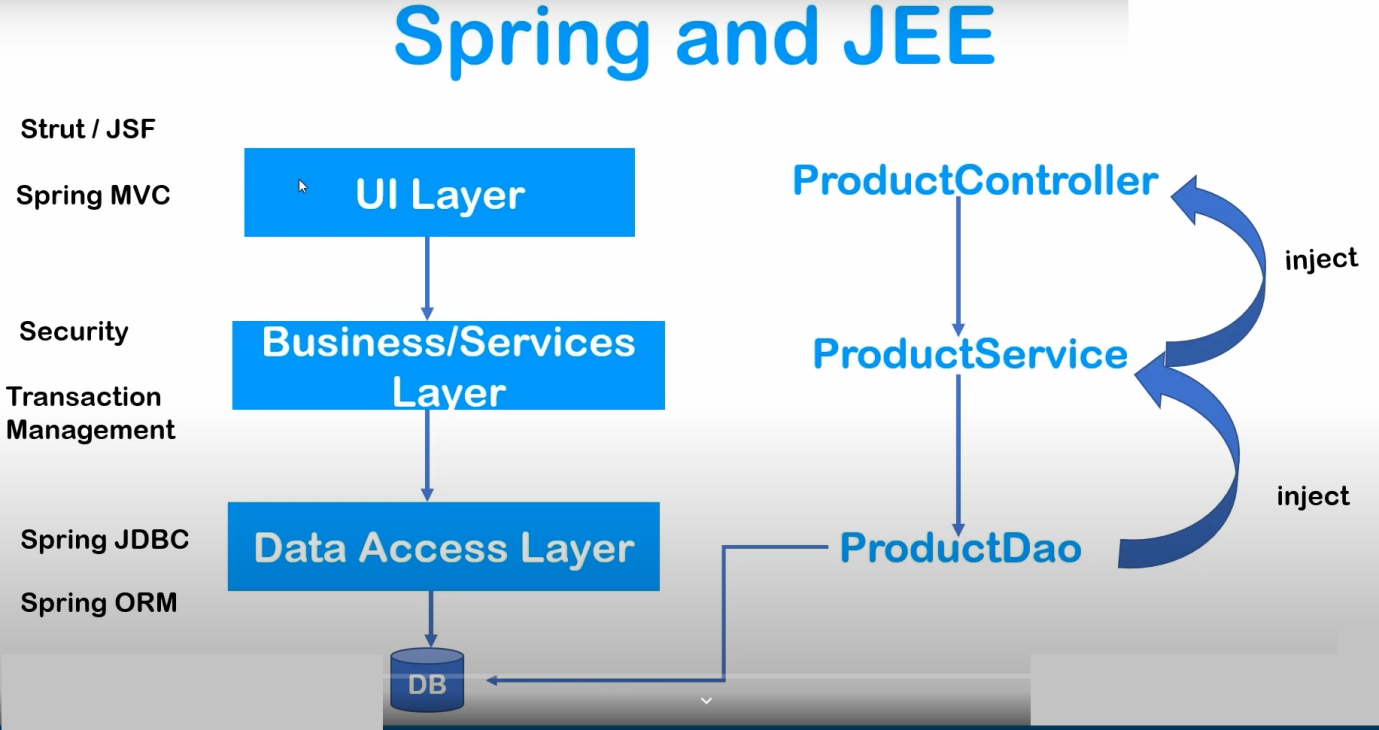 Spring and JEE
Strut / JSF
Spring MVC
UI Layer
ProductController
inject
Security
Business/Services
Layer
ProductService
Transaction
Management
inject
Spring JDBC
Data Access Layer
ProductDao
Spring ORM
DB